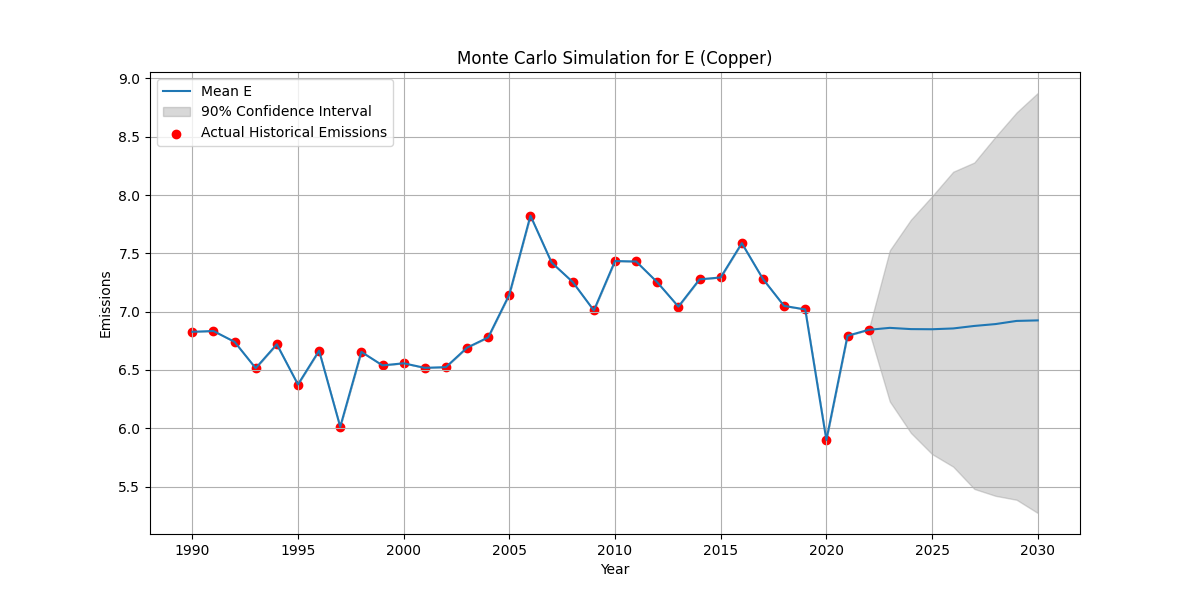 Monte Carlo Simulation for E (Copper)
Mean E
90% Confidence Interval
Actual Historical Emissions
Emissions
9.0
8.5
8.0
7.5
7.0
6.5
6.0
5.5
1990 1995 2000 2005 2010 2015 2020 2025 2030
Year